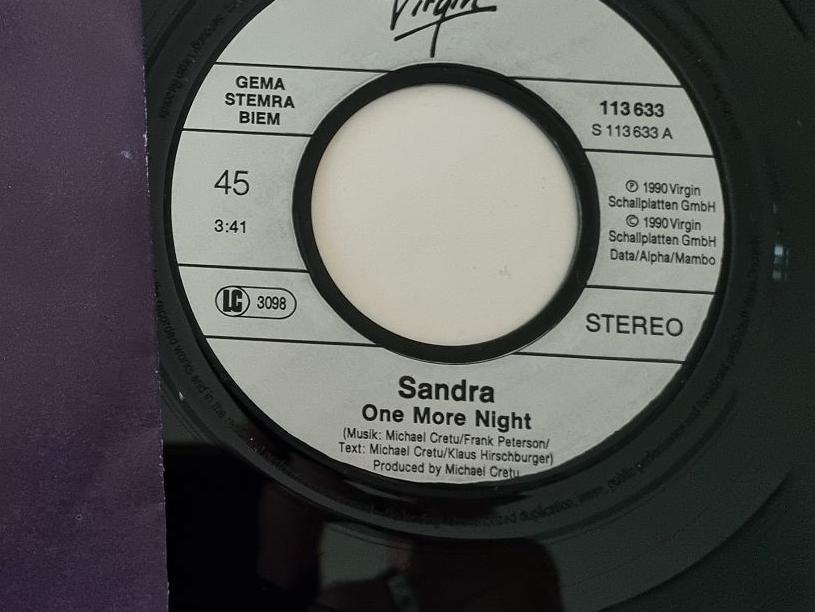 Virgin
GEMA
STEMRA
BIEM
113 633
S 113 633 A
45
3:41
℗ 1990 Virgin
Schallplatten GmbH
© 1990 Virgin
Schallplatten GmbH
Data/Alpha/Mambo
LC 3098
STEREO
Sandra
One More Night
(Musik: Michael Cretu/Frank Peterson/
Text: Michael Cretu/Klaus Hirschburger)
Produced by Michael Cretu